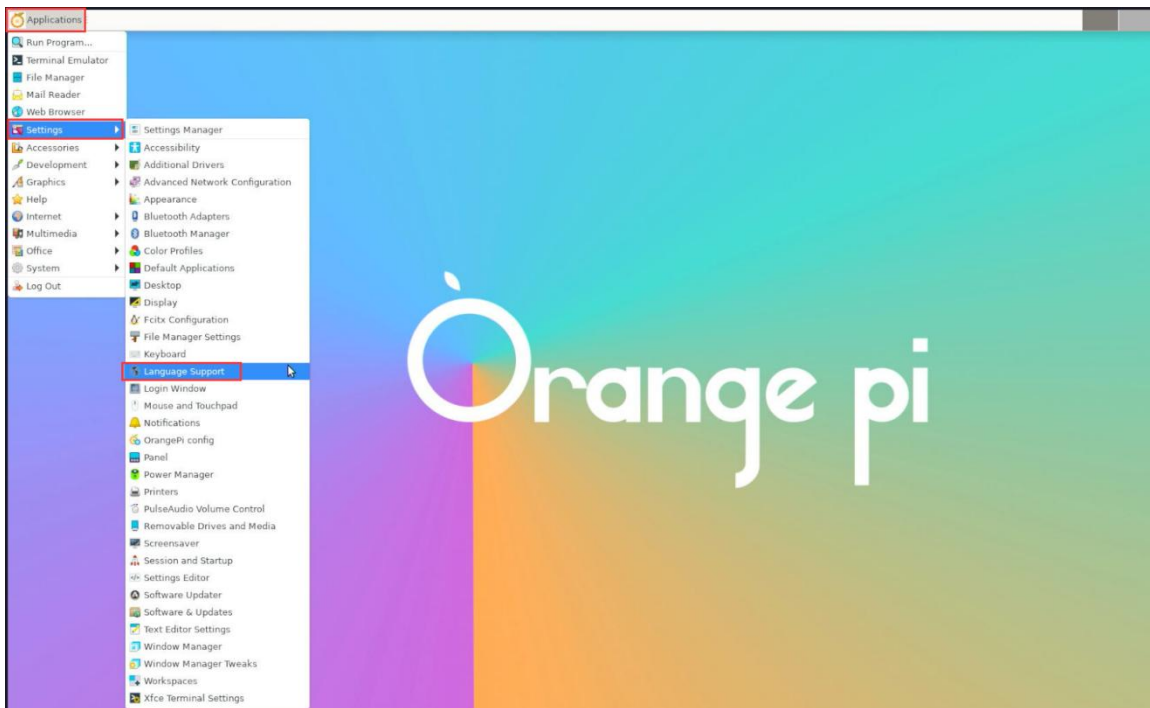 Applications
Run Program...
Terminal Emulator
File Manager
Mail Reader
Web Browser
Settings
Accessories
Development
Graphics
Help
Internet
Multimedia
Office
System
Log Out
Settings Manager
Accessibility
Additional Drivers
Advanced Network Configuration
Appearance
Bluetooth Adapters
Bluetooth Manager
Color Profiles
Default Applications
Desktop
Display
Fcitx Configuration
File Manager Settings
Keyboard
Language Support
Login Window
Mouse and Touchpad
Notifications
OrangePi config
Panel
Power Manager
Printers
PulseAudio Volume Control
Removable Drives and Media
Screensaver
Session and Startup
Settings Editor
Software Updater
Software & Updates
Text Editor Settings
Window Manager
Window Manager Tweaks
Workspaces
Xfce Terminal Settings
Orange pi